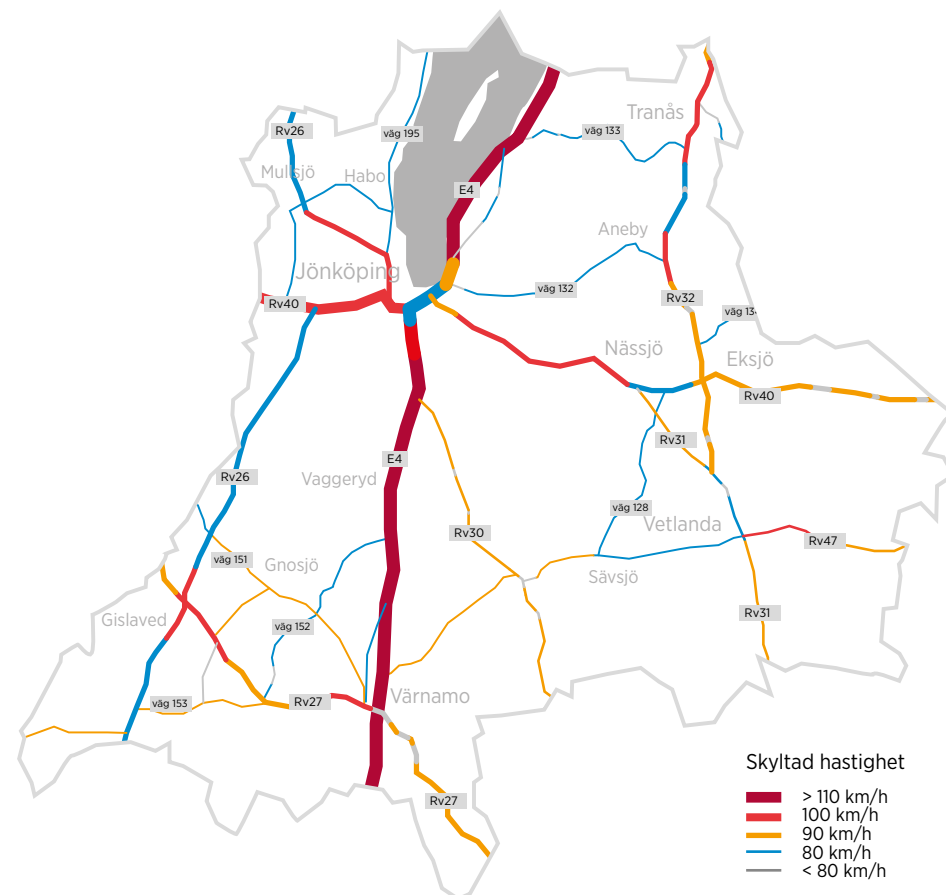 Tranås
Rv26
väg 195
väg 133
Mullsjö
Habo
E4
Aneby
Jönköping
väg 132
Rv32
Rv40
väg 13
Nässjö
Eksjö
Rv40
Rv31
E4
Vaggeryd
Rv26
väg 128
Vetlanda
Rv30
Rv47
väg 151
Gnosjö
Sävsjö
Gislaved
väg 152
Rv31
väg 153
Rv27
Värnamo
Rv27
Skyltad hastighet
> 110 km/h
100 km/h
90 km/h
80 km/h
< 80 km/h